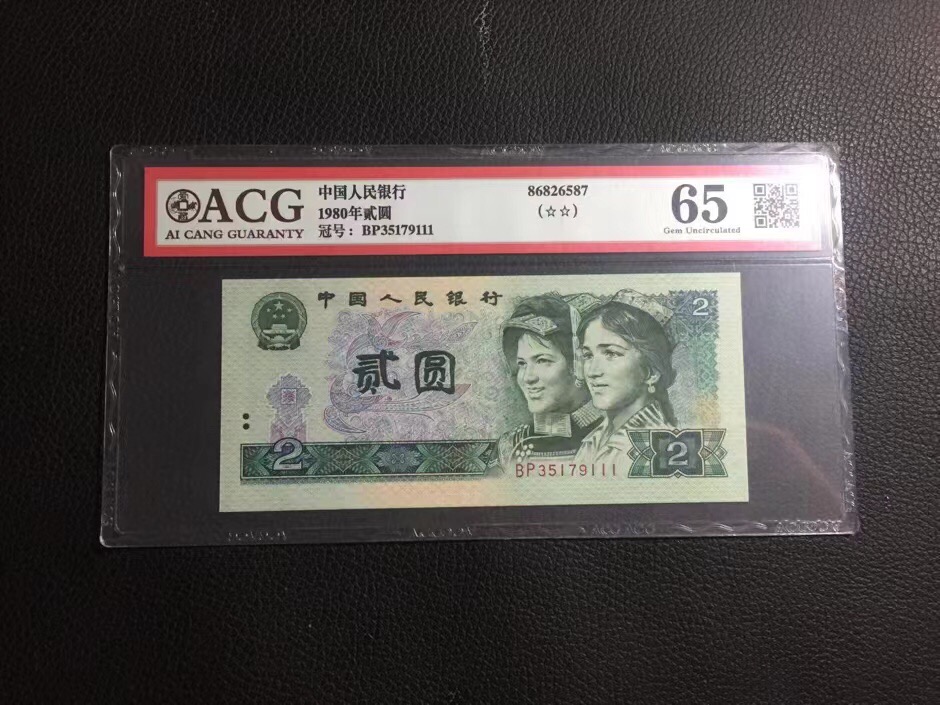 ACG
AI CANG GUARANTY
中国人民银行
1980年贰圆
冠号：BP35179111
86826587
(☆☆)
65
Gem Uncirculated
中国人民银行
2
贰圆
2
2
BP35179111